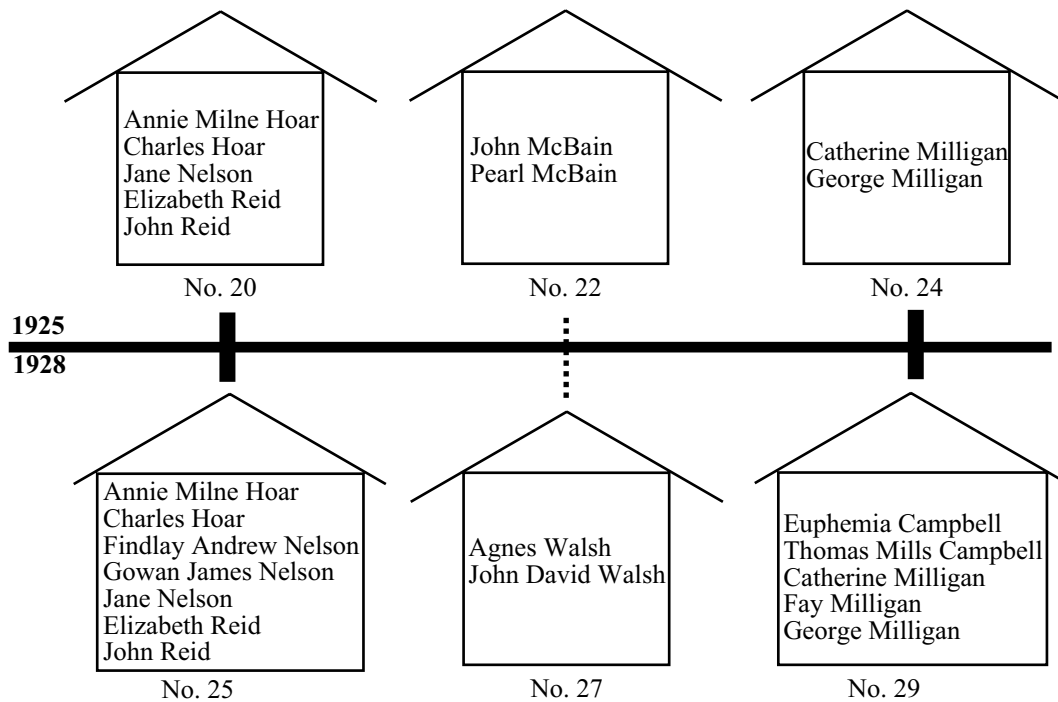 Annie Milne Hoar
Charles Hoar
Jane Nelson
Elizabeth Reid
John Reid
No. 20
John McBain
Pearl McBain
No. 22
Catherine Milligan
George Milligan
No. 24
1925
1928
Annie Milne Hoar
Charles Hoar
Findlay Andrew Nelson
Gowan James Nelson
Jane Nelson
Elizabeth Reid
John Reid
No. 25
Agnes Walsh
John David Walsh
No. 27
Euphemia Campbell
Thomas Mills Campbell
Catherine Milligan
Fay Milligan
George Milligan
No. 29